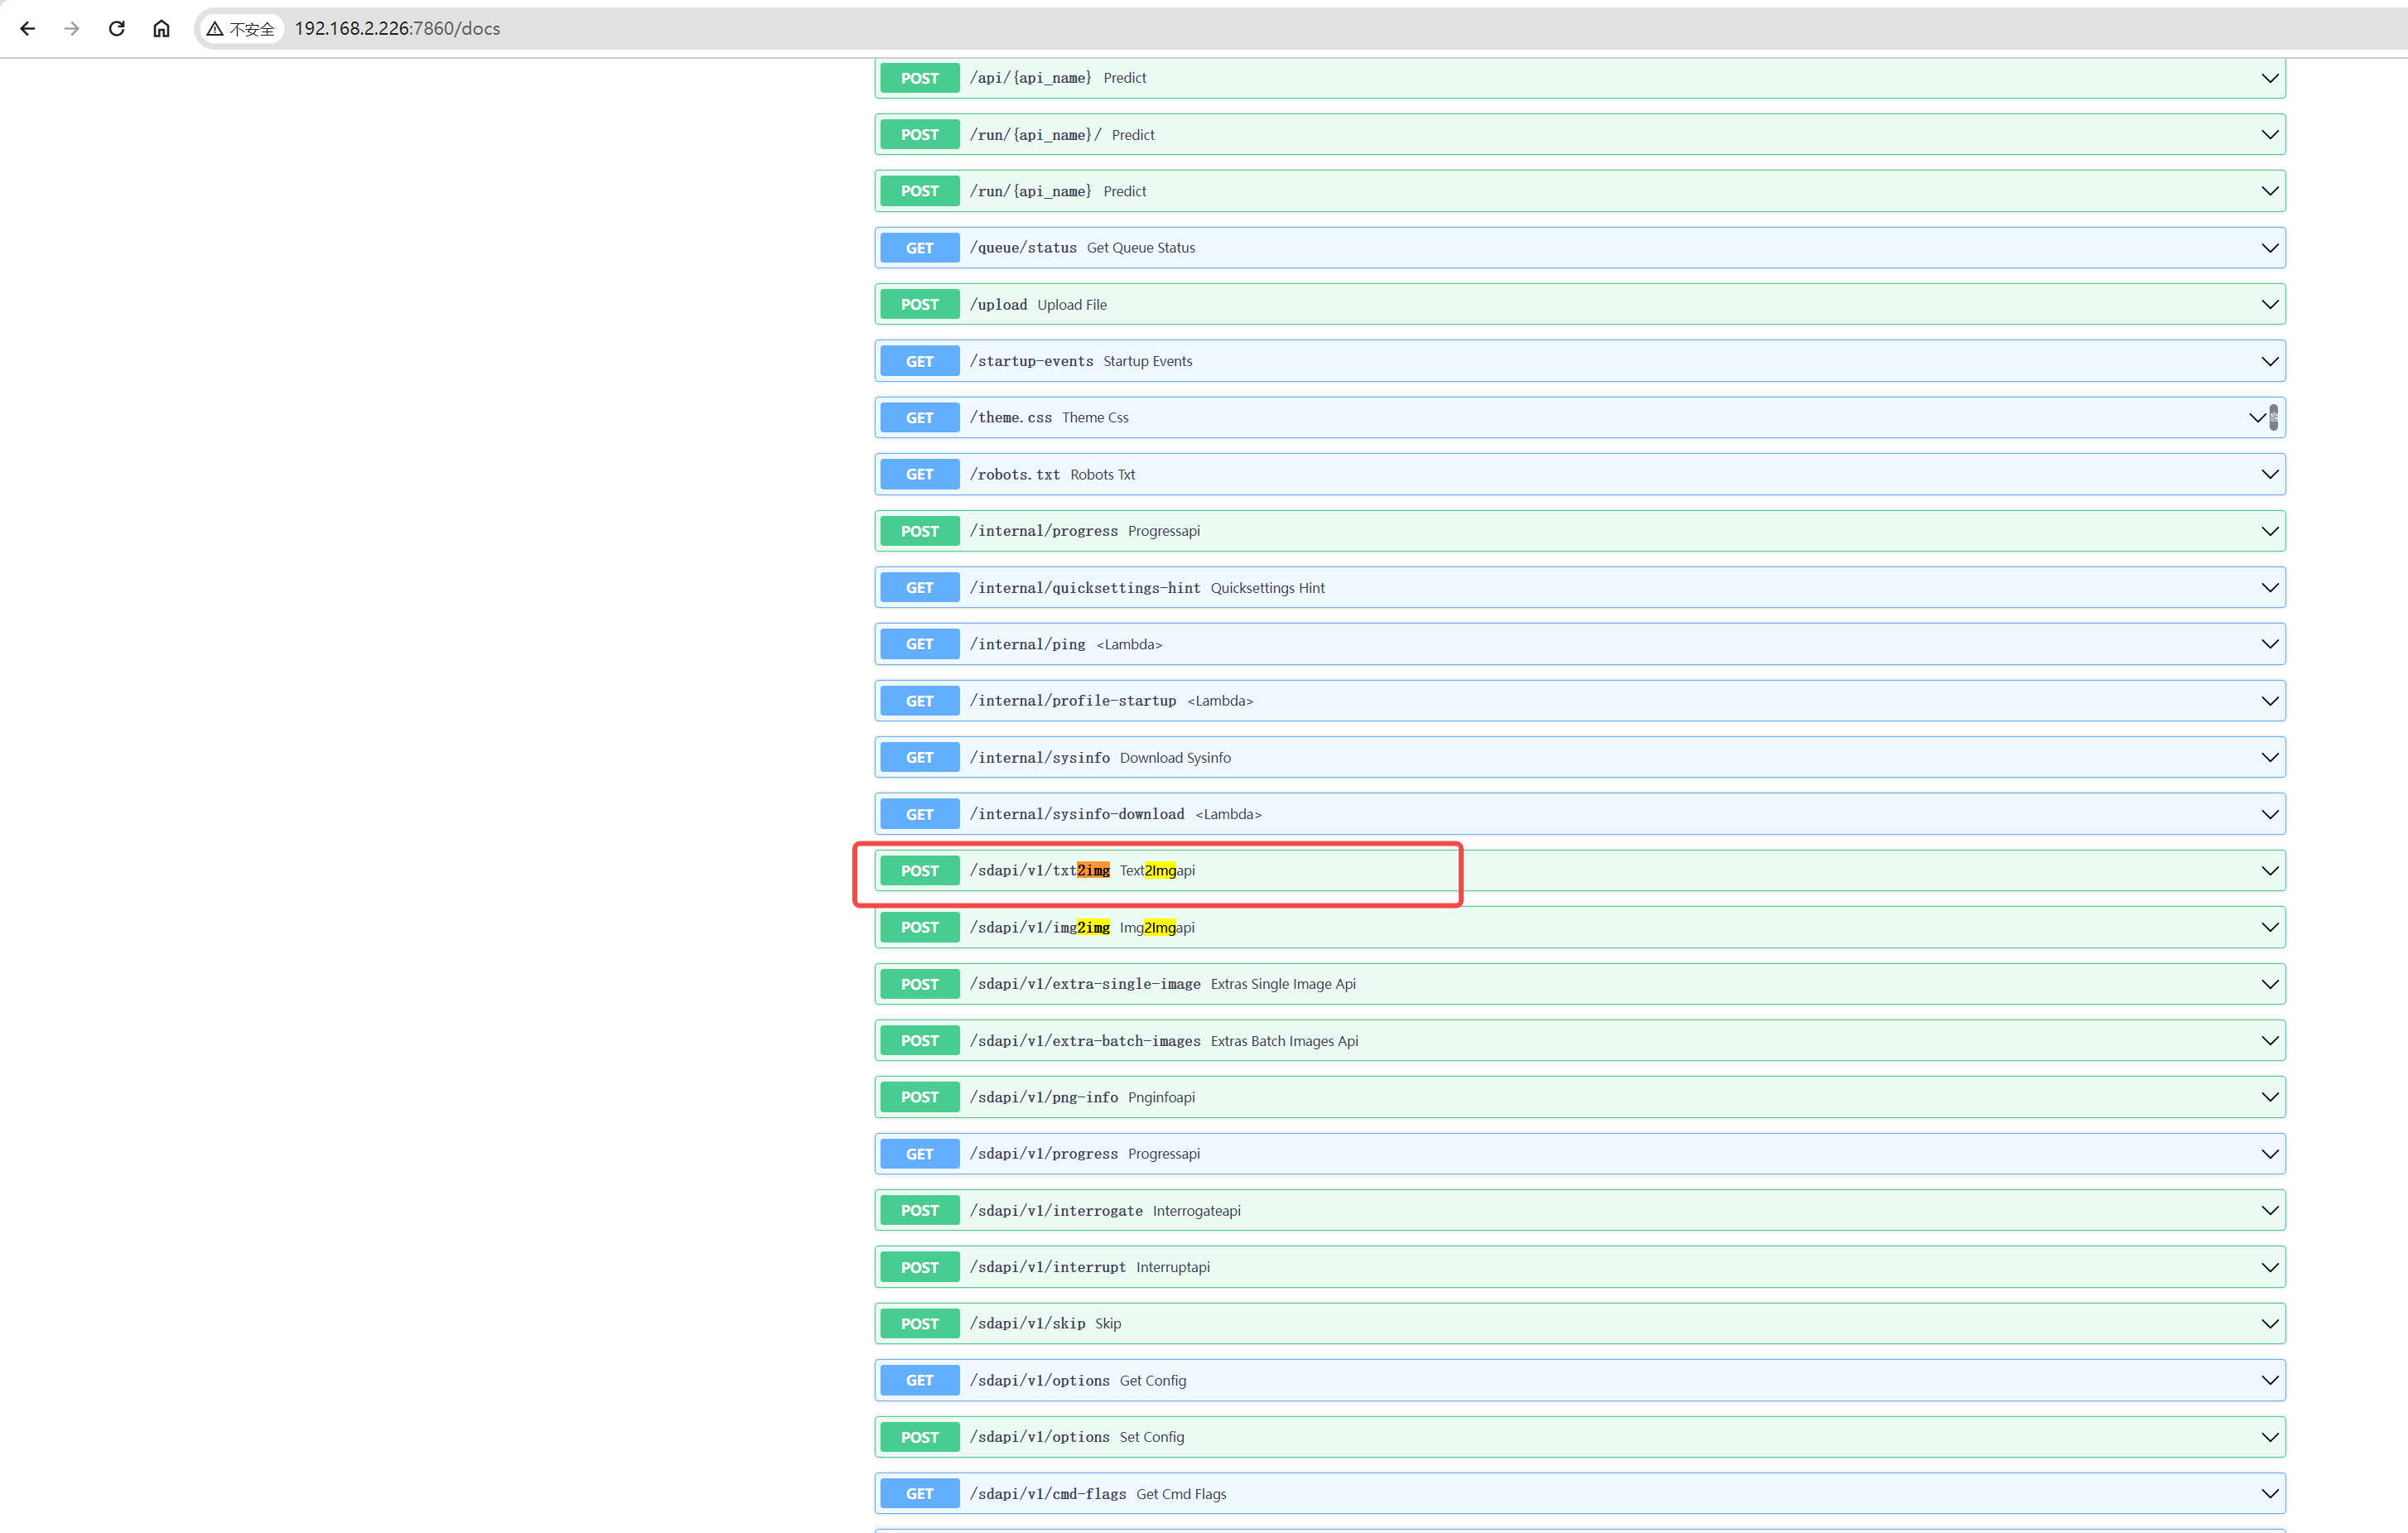 不安全 192.168.2.226:7860/docs
POST /api/{api_name} Predict
POST /run/{api_name}/ Predict
POST /run/{api_name} Predict
GET /queue/status Get Queue Status
POST /upload Upload File
GET /startup-events Startup Events
GET /theme.css Theme Css
GET /robots.txt Robots Txt
POST /internal/progress Progressapi
GET /internal/quicksettings-hint Quicksettings Hint
GET /internal/ping <Lambda>
GET /internal/profile-startup <Lambda>
GET /internal/sysinfo Download Sysinfo
GET /internal/sysinfo-download <Lambda>
POST /sdapi/v1/txt2img Text2Imgapi
POST /sdapi/v1/img2img Img2Imgapi
POST /sdapi/v1/extra-single-image Extras Single Image Api
POST /sdapi/v1/extra-batch-images Extras Batch Images Api
POST /sdapi/v1/png-info Pnginfoapi
GET /sdapi/v1/progress Progressapi
POST /sdapi/v1/interrogate Interrogateapi
POST /sdapi/v1/interrupt Interruptapi
POST /sdapi/v1/skip Skip
GET /sdapi/v1/options Get Config
POST /sdapi/v1/options Set Config
GET /sdapi/v1/cmd-flags Get Cmd Flags